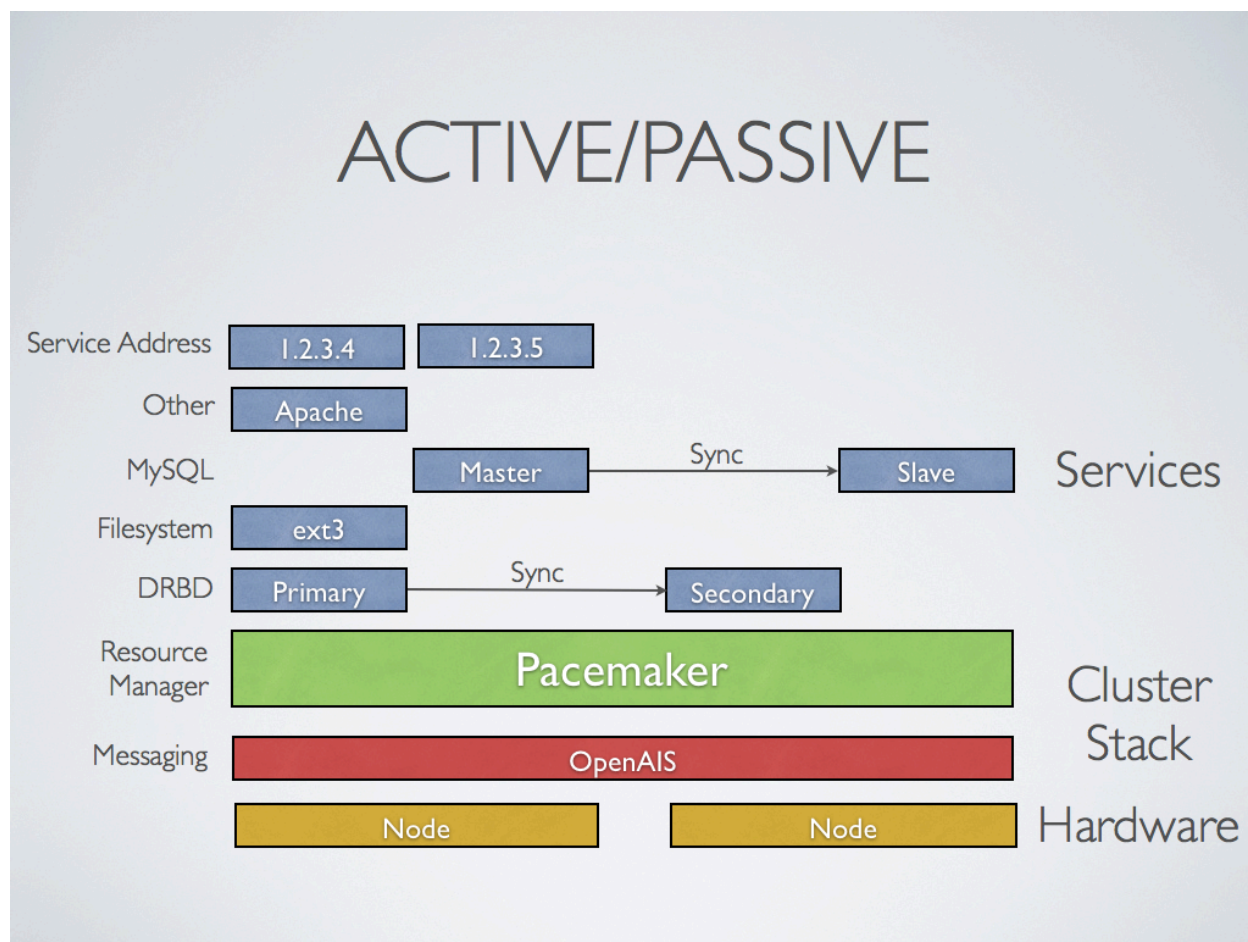 ACTIVE/PASSIVE
Service Address 1.2.3.4 1.2.3.5
Other Apache
MySQL Master Sync Slave Services
Filesystem ext3
DRBD Primary Sync Secondary
Resource
Manager
Pacemaker
Cluster
Stack
Messaging OpenAIS
Node Node Hardware